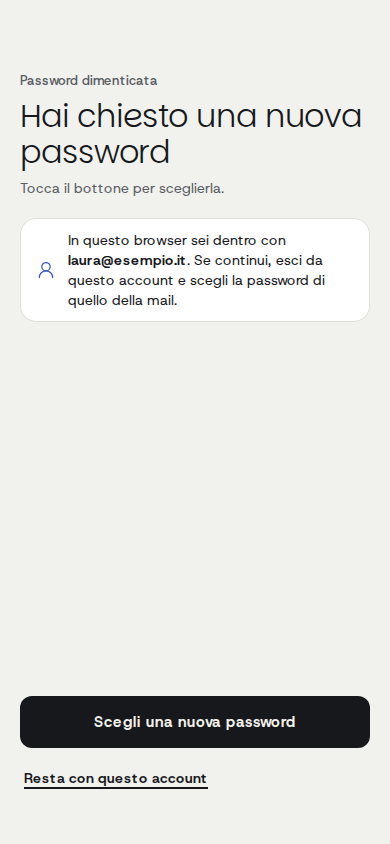 Password dimenticata
Hai chiesto una nuova
password
Tocca il bottone per sceglierla.
In questo browser sei dentro con
laura@esempio.it. Se continui, esci da
questo account e scegli la password di
quello della mail.
Scegli una nuova password
Resta con questo account